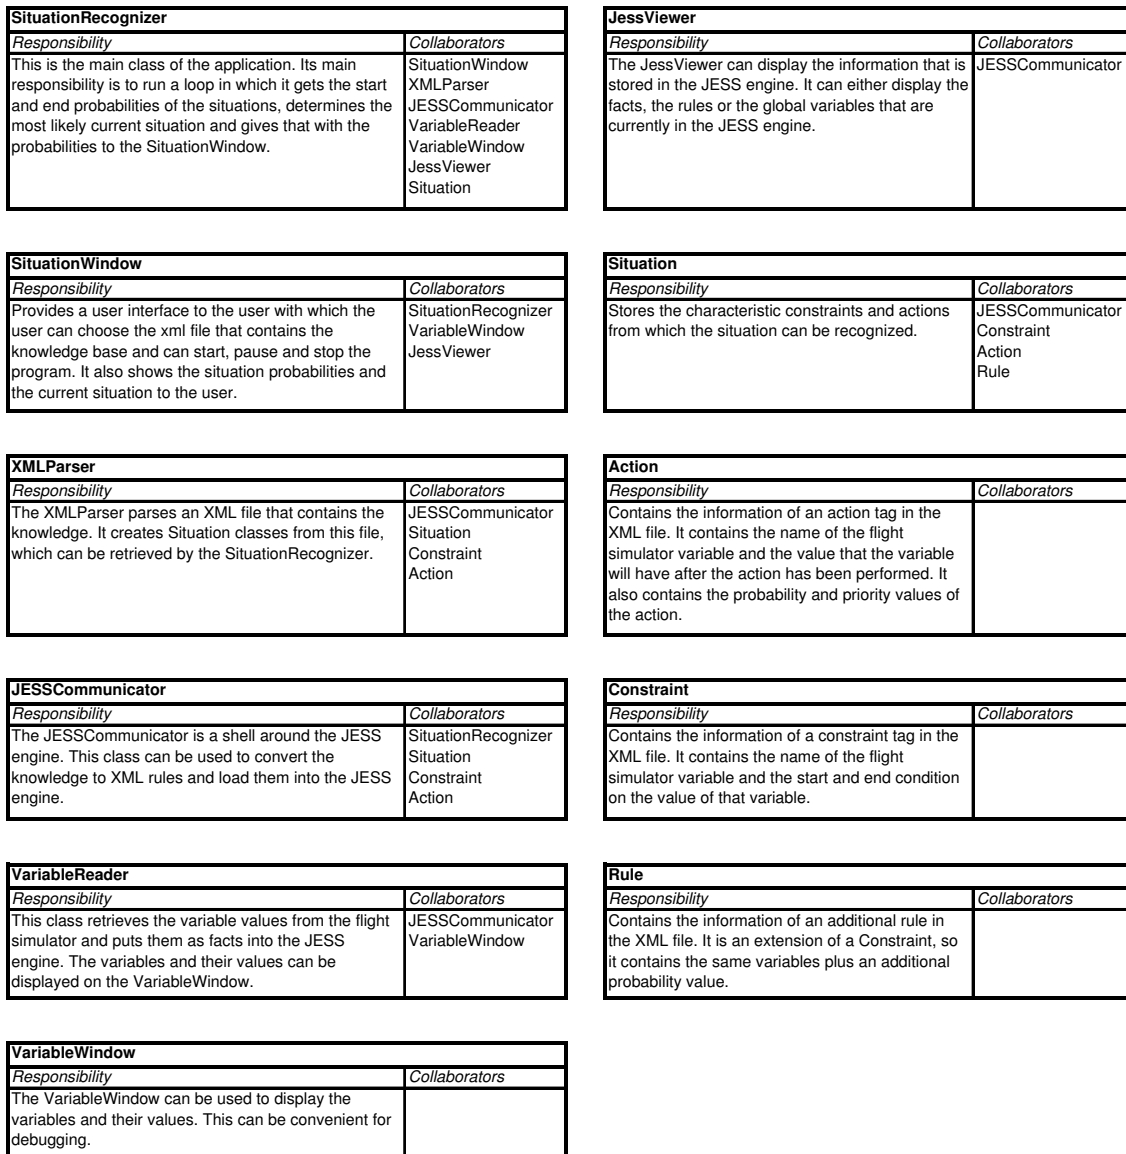 SituationRecognizer
Responsibility
Collaborators
This is the main class of the application. Its main
responsibility is to run a loop in which it gets the start
and end probabilities of the situations, determines the
most likely current situation and gives that with the
probabilities to the SituationWindow.
SituationWindow
XMLParser
JESSCommunicator
VariableReader
VariableWindow
JessViewer
Situation
JessViewer
Responsibility
Collaborators
The JessViewer can display the information that is
stored in the JESS engine. It can either display the
facts, the rules or the global variables that are
currently in the JESS engine.
JESSCommunicator
SituationWindow
Responsibility
Collaborators
Provides a user interface to the user with which the
user can choose the xml file that contains the
knowledge base and can start, pause and stop the
program. It also shows the situation probabilities and
the current situation to the user.
SituationRecognizer
VariableWindow
JessViewer
Situation
Responsibility
Collaborators
Stores the characteristic constraints and actions
from which the situation can be recognized.
JESSCommunicator
Constraint
Action
Rule
XMLParser
Responsibility
Collaborators
The XMLParser parses an XML file that contains the
knowledge. It creates Situation classes from this file,
which can be retrieved by the SituationRecognizer.
JESSCommunicator
Situation
Constraint
Action
Action
Responsibility
Collaborators
Contains the information of an action tag in the
XML file. It contains the name of the flight
simulator variable and the value that the variable
will have after the action has been performed. It
also contains the probability and priority values of
the action.
JESSCommunicator
Responsibility
Collaborators
The JESSCommunicator is a shell around the JESS
engine. This class can be used to convert the
knowledge to XML rules and load them into the JESS
engine.
SituationRecognizer
Situation
Constraint
Action
Constraint
Responsibility
Collaborators
Contains the information of a constraint tag in the
XML file. It contains the name of the flight
simulator variable and the start and end condition
on the value of that variable.
VariableReader
Responsibility
Collaborators
This class retrieves the variable values from the flight
simulator and puts them as facts into the JESS
engine. The variables and their values can be
displayed on the VariableWindow.
JESSCommunicator
VariableWindow
Rule
Responsibility
Collaborators
Contains the information of an additional rule in
the XML file. It is an extension of a Constraint, so
it contains the same variables plus an additional
probability value.
VariableWindow
Responsibility
Collaborators
The VariableWindow can be used to display the
variables and their values. This can be convenient for
debugging.